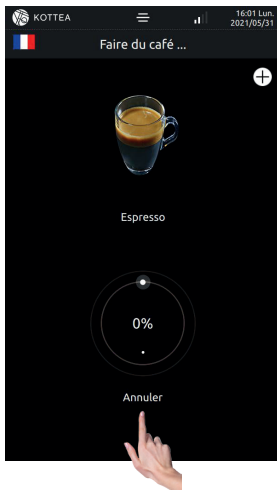 KOTTEA
16:01 Lun.
2021/05/31
Faire du café ...
Espresso
0%
Annuler